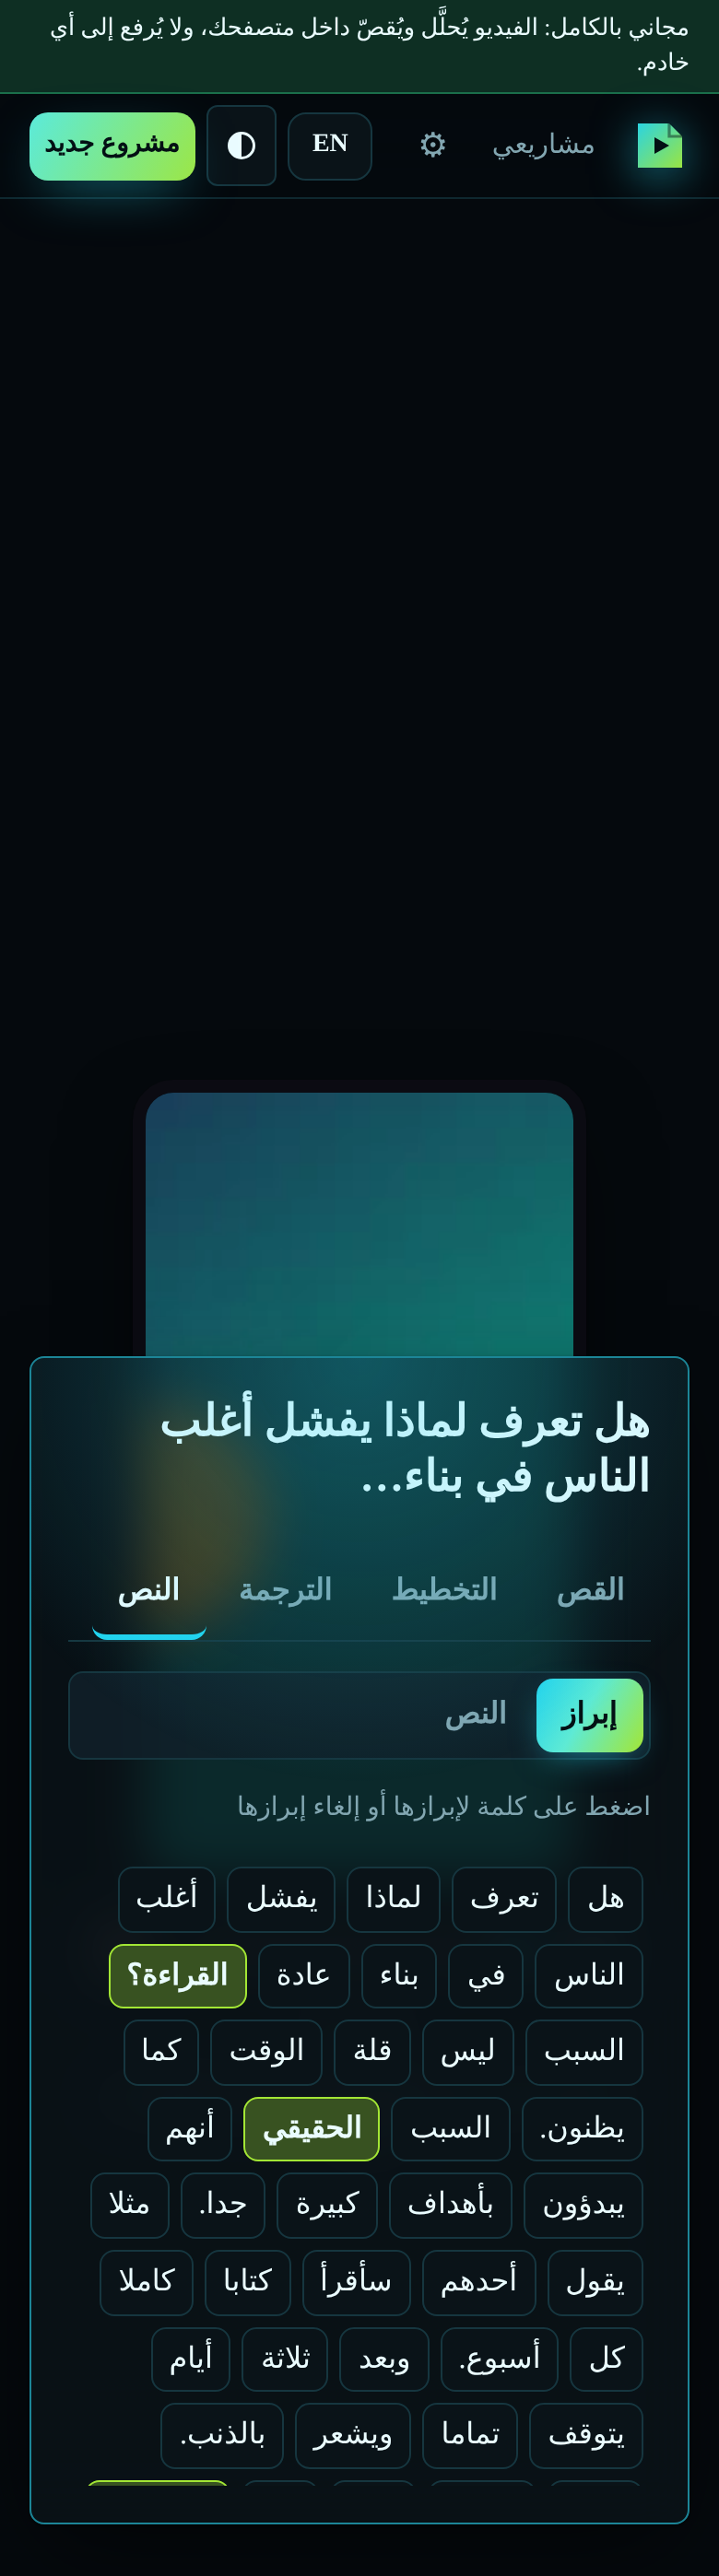 مجاني بالكامل: الفيديو يُحلَّل ويُقصّ داخل متصفحك، ولا يُرفع إلى أي
خادم.
مشاريعي
EN
مشروع جديد
هل تعرف لماذا يفشل أغلب
الناس في بناء…
القص التخطيط الترجمة النص
إبراز النص
اضغط على كلمة لإبرازها أو إلغاء إبرازها
هل تعرف لماذا يفشل أغلب
الناس في بناء عادة القراءة؟
السبب ليس قلة الوقت كما
يظنون. السبب الحقيقي أنهم
يبدؤون بأهداف كبيرة جدا. مثلا
يقول أحدهم سأقرأ كتابا كاملا
كل أسبوع. وبعد ثلاثة أيام
يتوقف تماما ويشعر بالذنب.